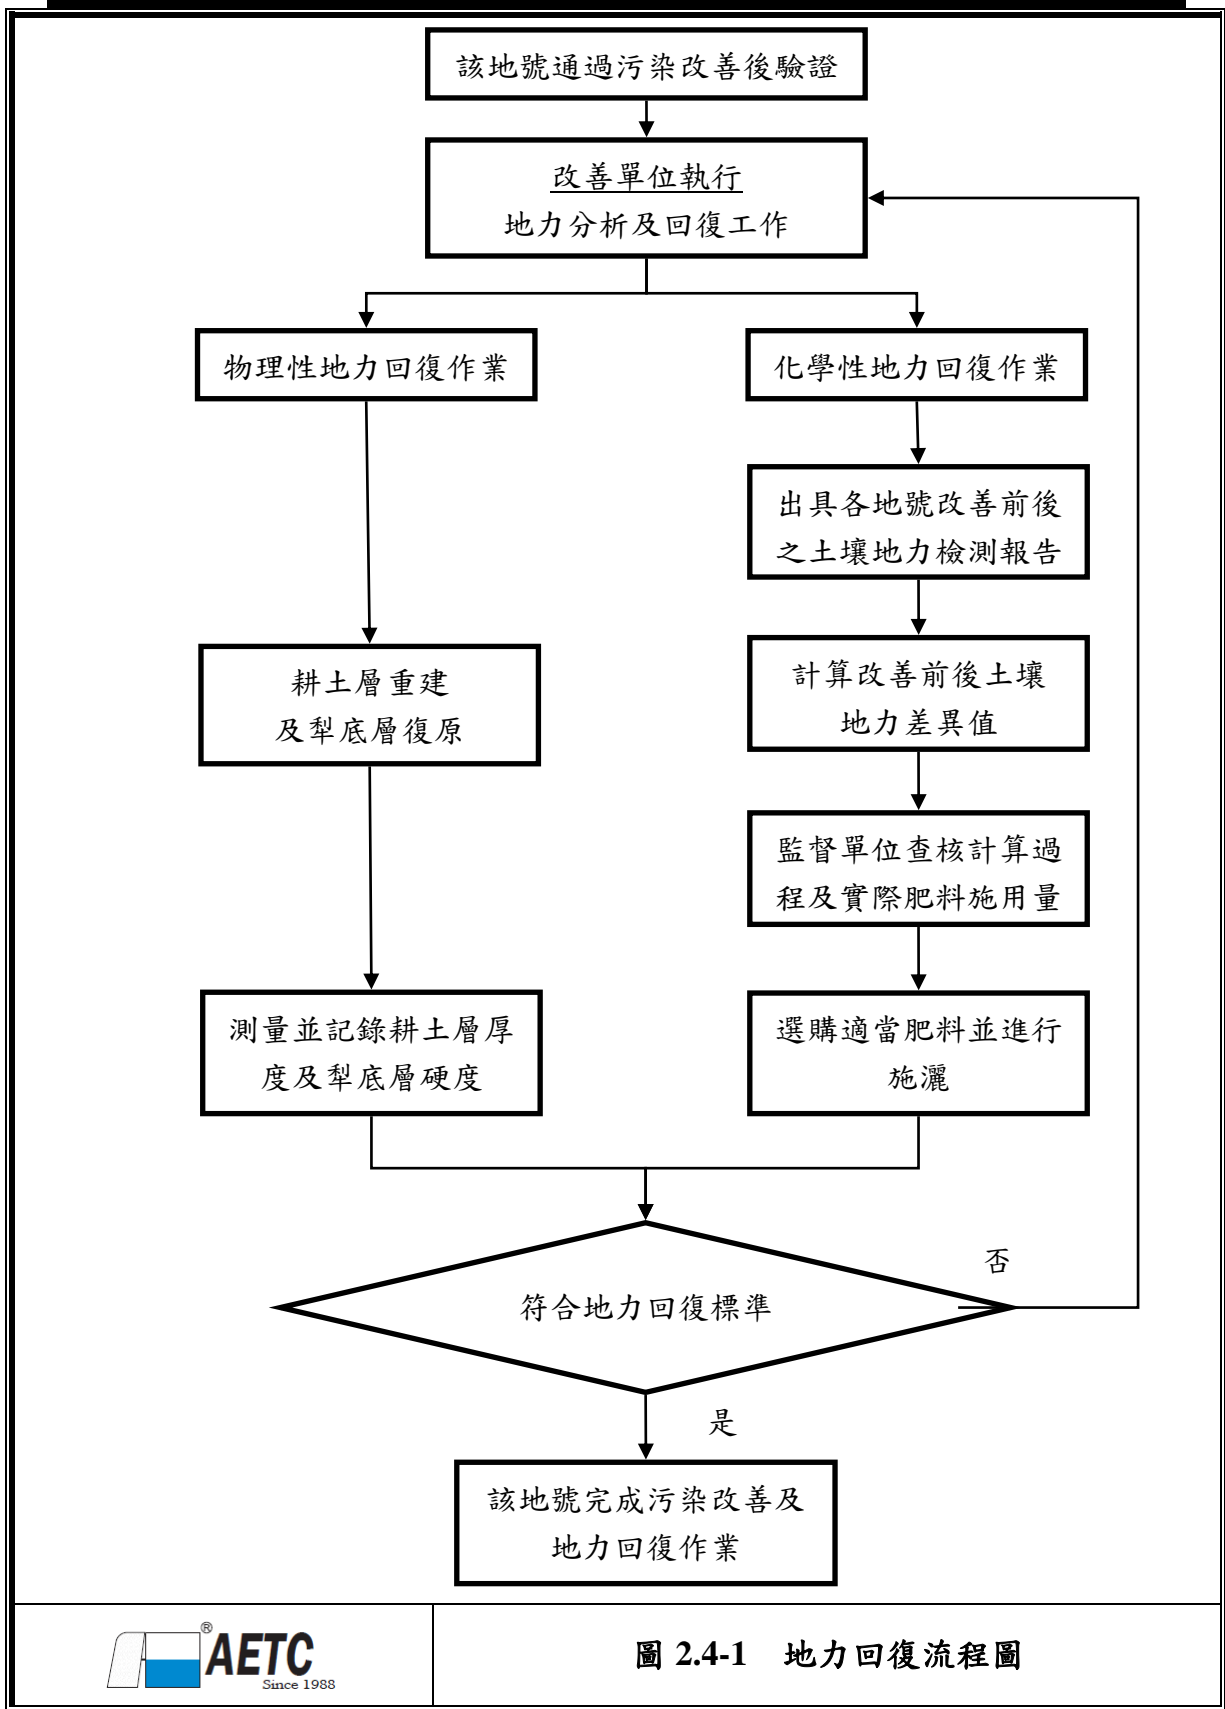 該地號通過污染改善後驗證
改善單位執行
地力分析及回復工作
物理性地力回復作業
化學性地力回復作業
出具各地號改善前後
之土壤地力檢測報告
耕土層重建
及犁底層復原
計算改善前後土壤
地力差異值
監督單位查核計算過
程及實際肥料施用量
測量並記錄耕土層厚
度及犁底層硬度
選購適當肥料並進行
施灑
符合地力回復標準
否
是
該地號完成污染改善及
地力回復作業
®
AETC
Since 1988
圖 2.4-1 地力回復流程圖